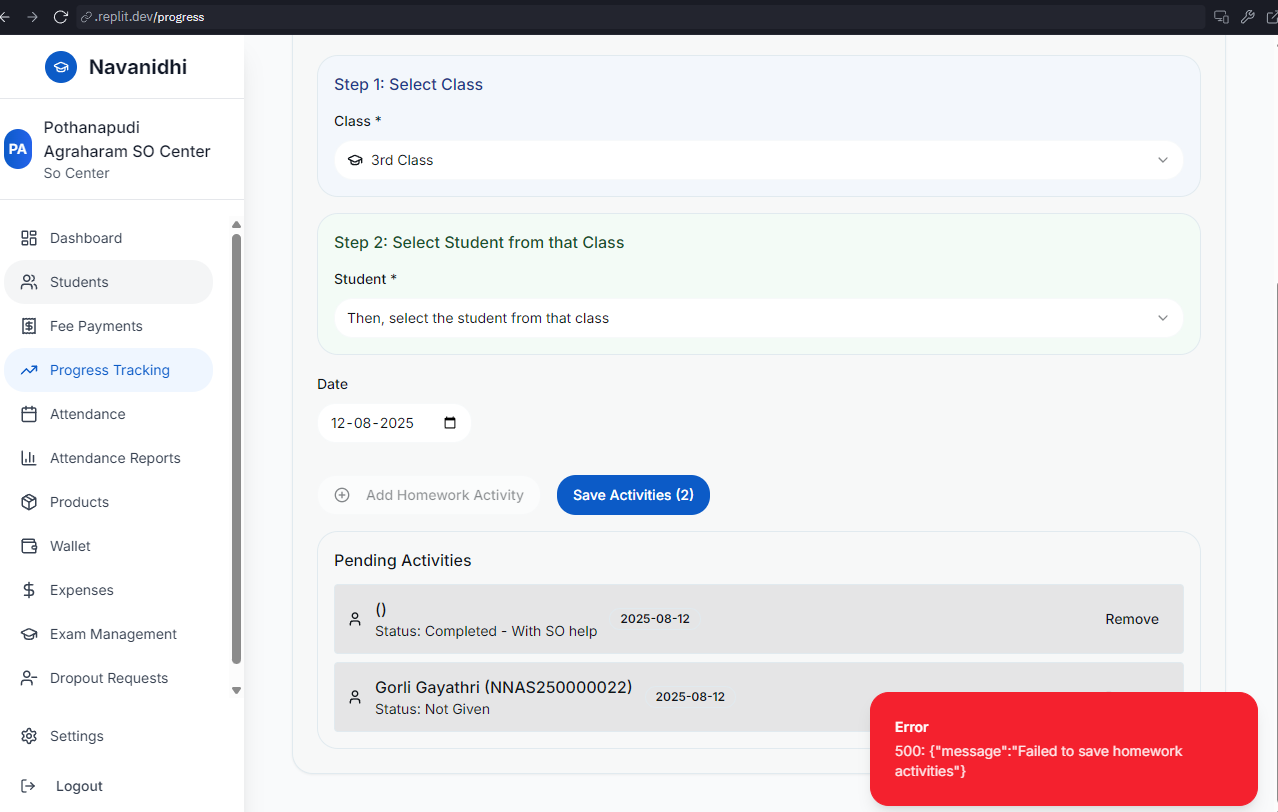 .replit.dev/progress
Navanidhi
PA
Pothanapudi
Agraharam SO Center
So Center
Dashboard
Students
Fee Payments
Progress Tracking
Attendance
Attendance Reports
Products
Wallet
Expenses
Exam Management
Dropout Requests
Settings
Logout
Step 1: Select Class
Class *
3rd Class
Step 2: Select Student from that Class
Student *
Then, select the student from that class
Date
12-08-2025
Add Homework Activity
Save Activities (2)
Pending Activities
()
Status: Completed - With SO help
2025-08-12
Remove
Gorli Gayathri (NNAS250000022)
Status: Not Given
2025-08-12
Error
500: {"message":"Failed to save homework
activities"}